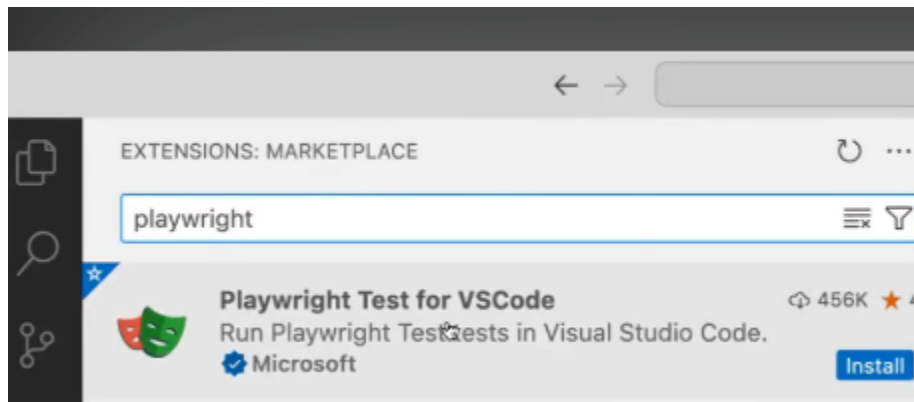 EXTENSIONS: MARKETPLACE
playwright
Playwright Test for VSCode 456K
Run Playwright Test tests in Visual Studio Code.
Microsoft
Install